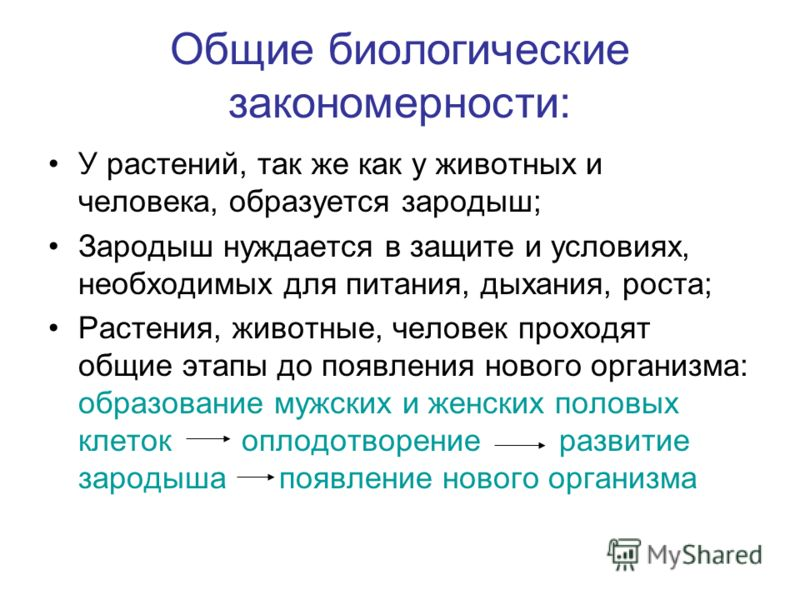 Общие биологические
закономерности:
• У растений, так же как у животных и
человека, образуется зародыш;
• Зародыш нуждается в защите и условиях,
необходимых для питания, дыхания, роста;
• Растения, животные, человек проходят
общие этапы до появления нового организма:
образование мужских и женских половых
клеток → оплодотворение → развитие
зародыша → появление нового организма
MyShared